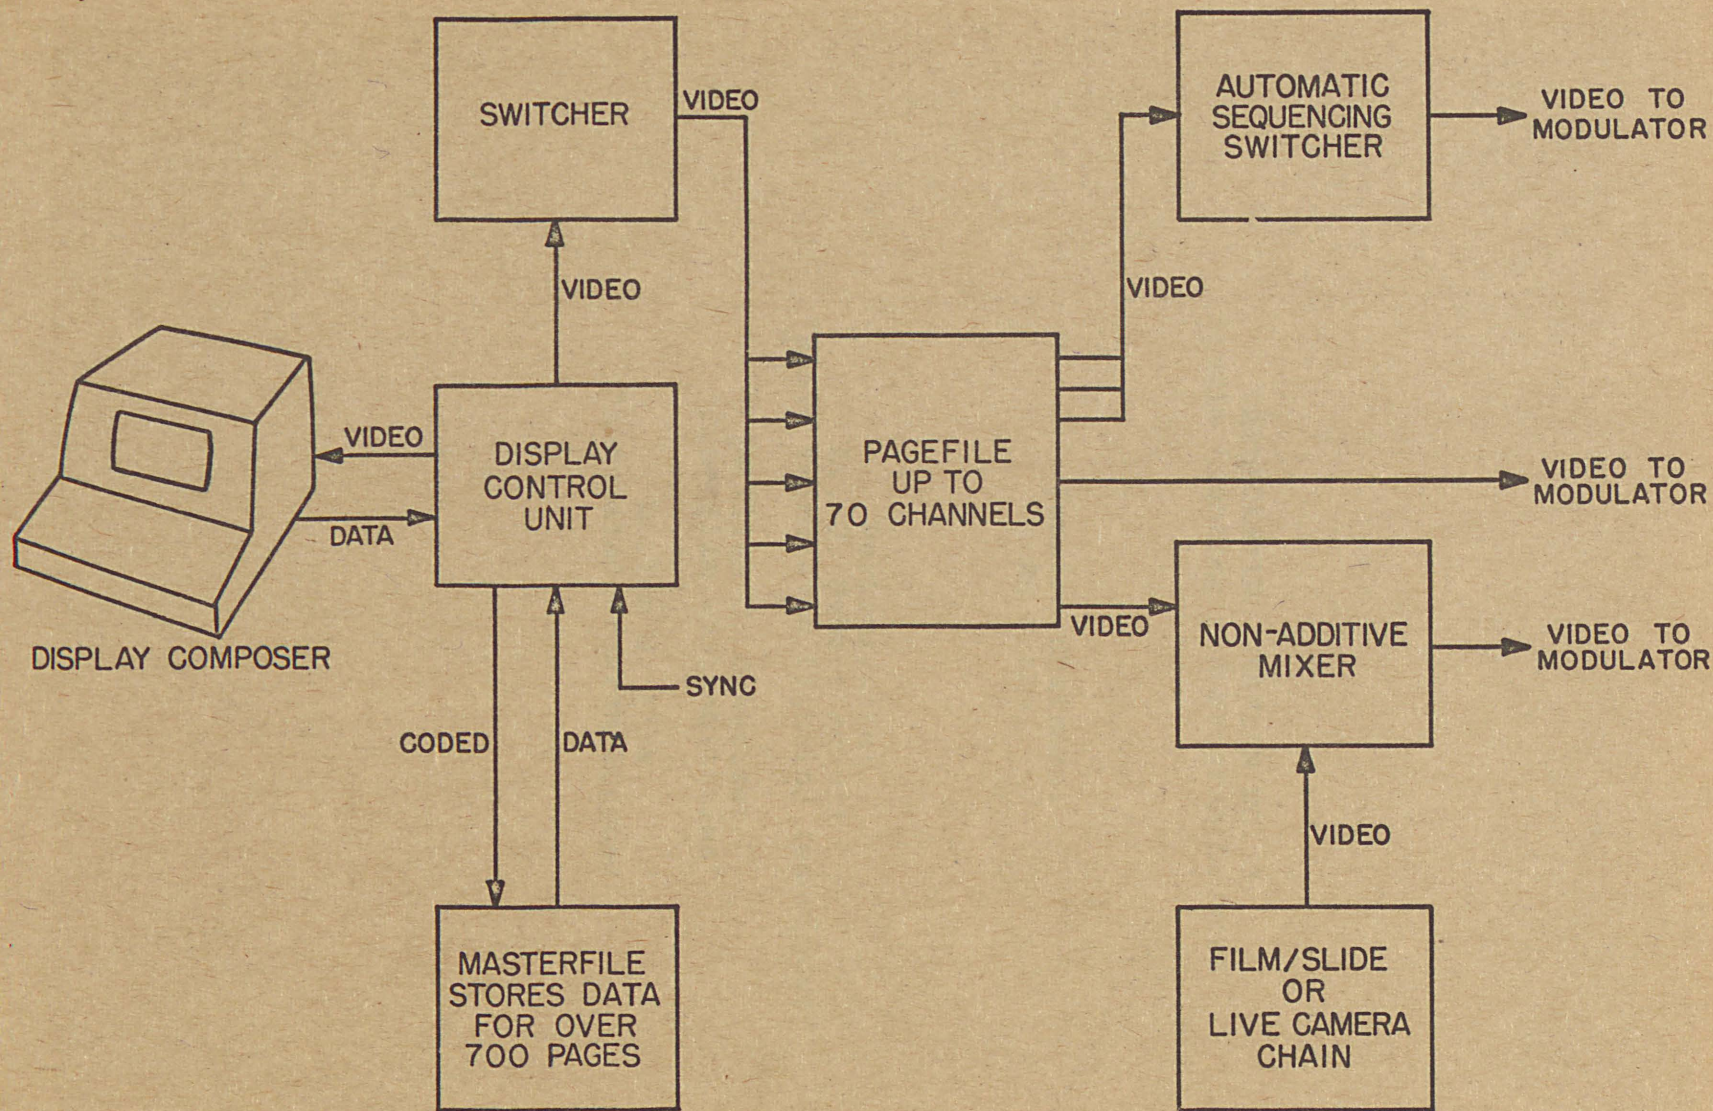 SWITCHER
VIDEO
AUTOMATIC
SEQUENCING
SWITCHER
VIDEO TO
MODULATOR
VIDEO
VIDEO
VIDEO
DATA
DISPLAY
CONTROL
UNIT
PAGEFILE
UP TO
70 CHANNELS
VIDEO TO
MODULATOR
DISPLAY COMPOSER
SYNC
VIDEO
NON-ADDITIVE
MIXER
VIDEO TO
MODULATOR
CODED
DATA
VIDEO
MASTERFILE
STORES DATA
FOR OVER
700 PAGES
FILM/SLIDE
OR
LIVE CAMERA
CHAIN